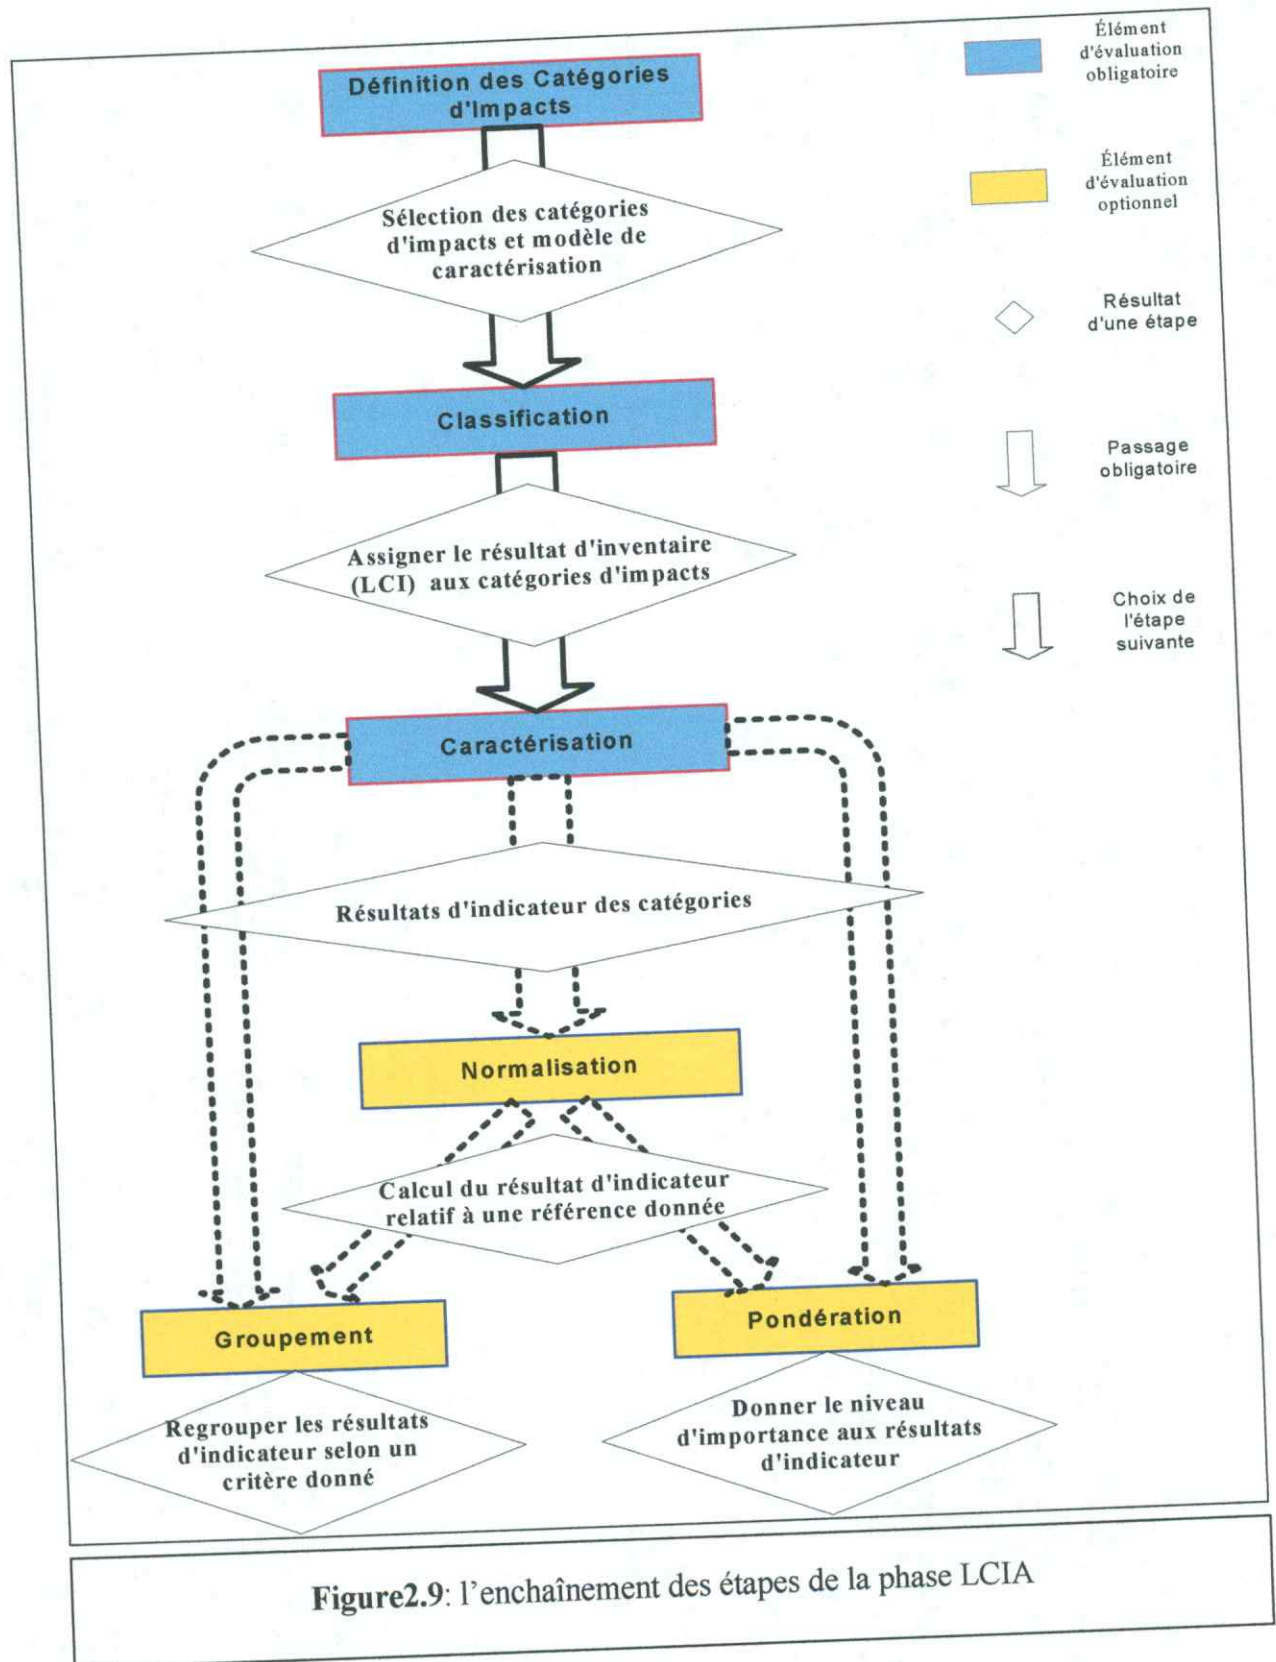 Définition des Catégories
d'Impacts
Sélection des catégories
d'impacts et modèle de
caractérisation
Classification
Assigner le résultat d'inventaire
(LCI) aux catégories d'impacts
Caractérisation
Résultats d'indicateur des catégories
Normalisation
Calcul du résultat d'indicateur
relatif à une référence donnée
Groupement
Pondération
Regrouper les résultats
d'indicateur selon un
critère donné
Donner le niveau
d'importance aux résultats
d'indicateur
Élément
d'évaluation
obligatoire
Élément
d'évaluation
optionnel
Résultat
d'une étape
Passage
obligatoire
Choix de
l'étape
suivante
Figure2.9: l'enchaînement des étapes de la phase LCIA